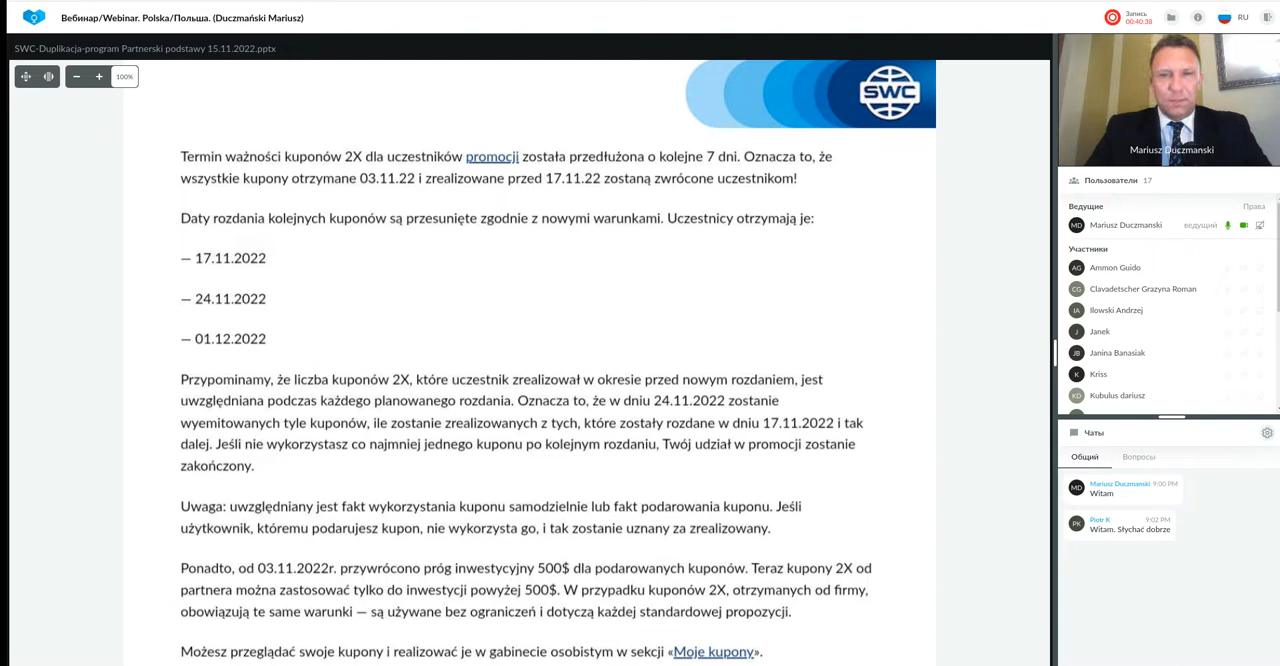 Вебинар/Webinar. Polska/Польша. (Duczmański Mariusz)
Запись
00:40:38
RU
SWC-Duplikacja-program Partnerski podstawy 15.11.2022.pptx
100%
SWC
Termin ważności kuponów 2X dla uczestników promocji została przedłużona o kolejne 7 dni. Oznacza to, że
wszystkie kupony otrzymane 03.11.22 i zrealizowane przed 17.11.22 zostaną zwrócone uczestnikom!
Daty rozdania kolejnych kuponów są przesunięte zgodnie z nowymi warunkami. Uczestnicy otrzymają je:
— 17.11.2022
— 24.11.2022
— 01.12.2022
Przypominamy, że liczba kuponów 2X, które uczestnik zrealizował w okresie przed nowym rozdaniem, jest
uwzględniana podczas każdego planowanego rozdania. Oznacza to, że w dniu 24.11.2022 zostanie
wyemitowanych tyle kuponów, ile zostanie zrealizowanych z tych, które zostały rozdane w dniu 17.11.2022 i tak
dalej. Jeśli nie wykorzystasz co najmniej jednego kuponu po kolejnym rozdaniu, Twój udział w promocji zostanie
zakończony.
Uwaga: uwzględniany jest fakt wykorzystania kuponu samodzielnie lub fakt podarowania kuponu. Jeśli
użytkownik, któremu podarujesz kupon, nie wykorzysta go, i tak zostanie uznany za zrealizowany.
Ponadto, od 03.11.2022r. przywrócono próg inwestycyjny 500$ dla podarowanych kuponów. Teraz kupony 2X od
partnera można zastosować tylko do inwestycji powyżej 500$. W przypadku kuponów 2X, otrzymanych od firmy,
obowiązują te same warunki — są używane bez ograniczeń i dotyczą każdej standardowej propozycji.
Możesz przeglądać swoje kupony i realizować je w gabinecie osobistym w sekcji «Moje kupony».
Mariusz Duczmanski
Пользователи 17
Ведущие Права
MD Mariusz Duczmanski ведущий
Участники
AG Ammon Guido
CG Clavadetscher Grazyna Roman
IA Ilowski Andrzej
J Janek
JB Janina Banasiak
K Kriss
KD Kubulus dariusz
Чаты
Общий Вопросы
MD Mariusz Duczmanski 9:00 PM
Witam
PK Piotr K 9:02 PM
Witam. Słychać dobrze